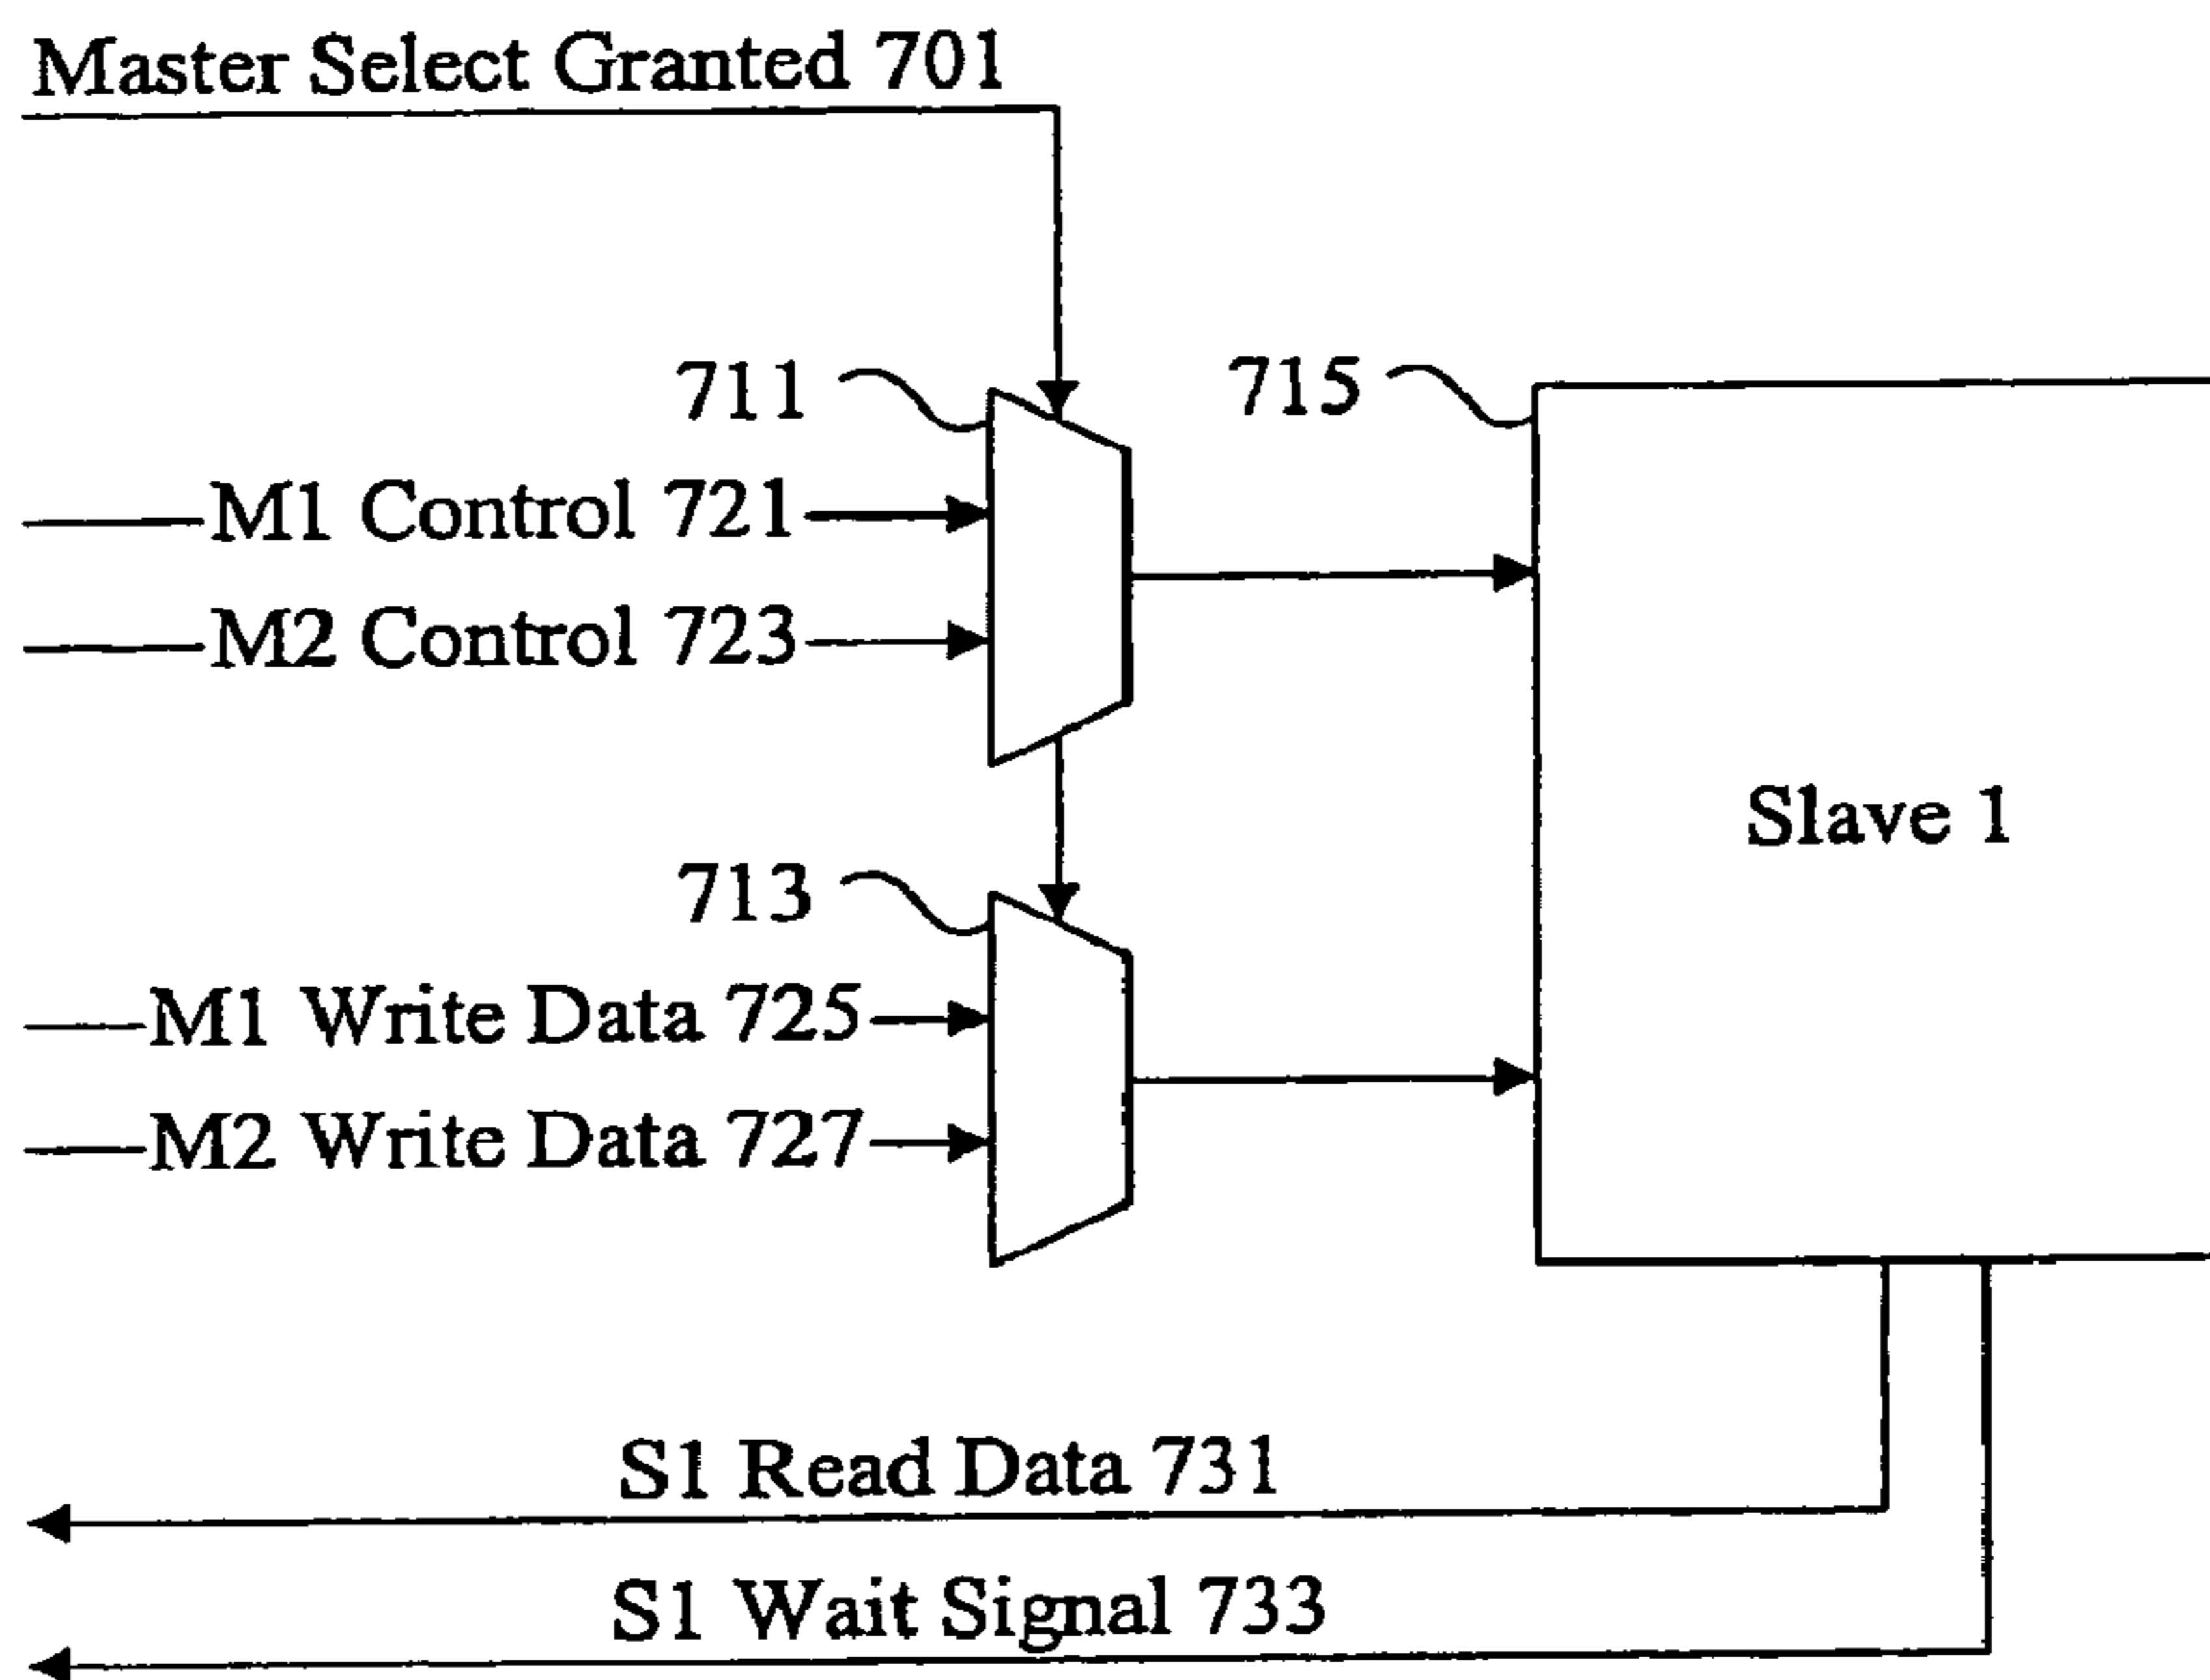 Master Select Granted 701
711
715
M1 Control 721
M2 Control 723
Slave 1
713
M1 Write Data 725
M2 Write Data 727
S1 Read Data 731
S1 Wait Signal 733